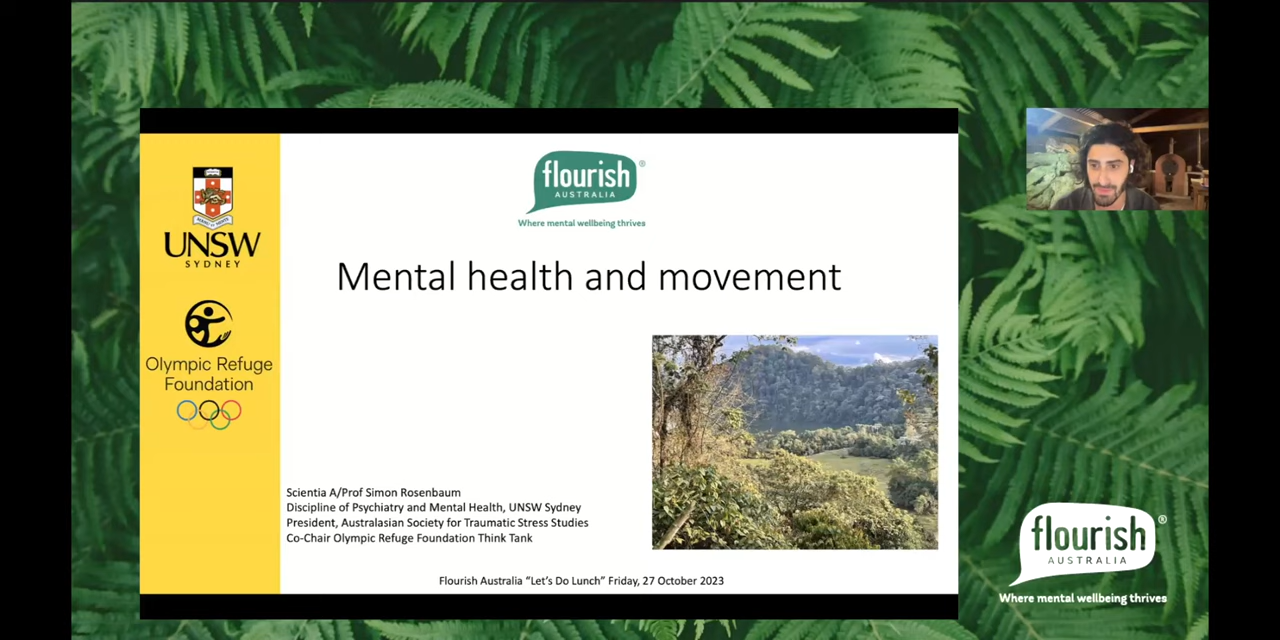 flourish
AUSTRALIA
Where mental wellbeing thrives
UNSW
SYDNEY
Olympic Refuge
Foundation
Mental health and movement
Scientia A/Prof Simon Rosenbaum
Discipline of Psychiatry and Mental Health, UNSW Sydney
President, Australasian Society for Traumatic Stress Studies
Co-Chair Olympic Refuge Foundation Think Tank
Flourish Australia “Let’s Do Lunch” Friday, 27 October 2023
flourish
AUSTRALIA
Where mental wellbeing thrives